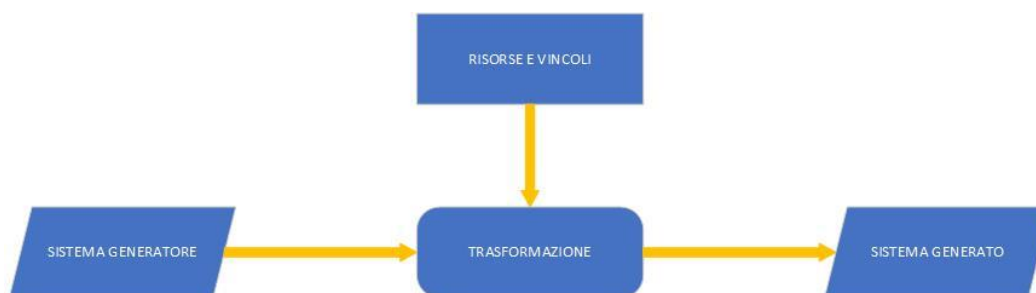 RISORSE E VINCOLI
SISTEMA GENERATORE
TRASFORMAZIONE
SISTEMA GENERATO